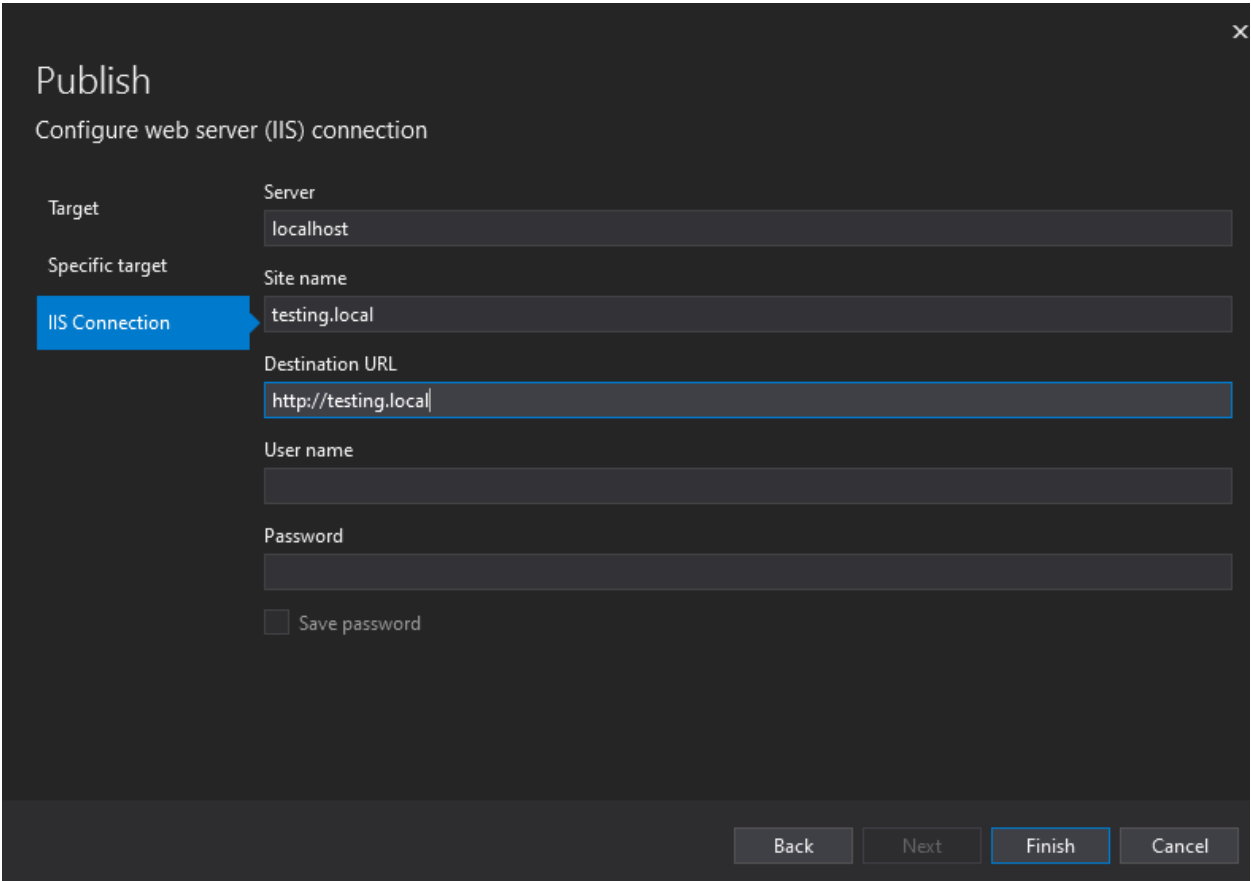 Publish
Configure web server (IIS) connection
Target
Specific target
IIS Connection
Server
localhost
Site name
testing.local
Destination URL
http://testing.local
User name
Password
Save password
Back
Next
Finish
Cancel